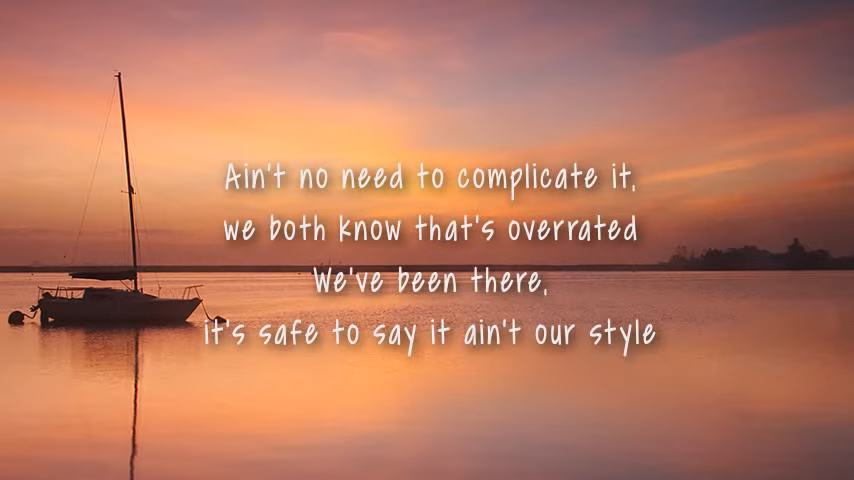 Ain't no need to complicate it,
we both know that's overrated
We've been there,
it's safe to say it ain't our style